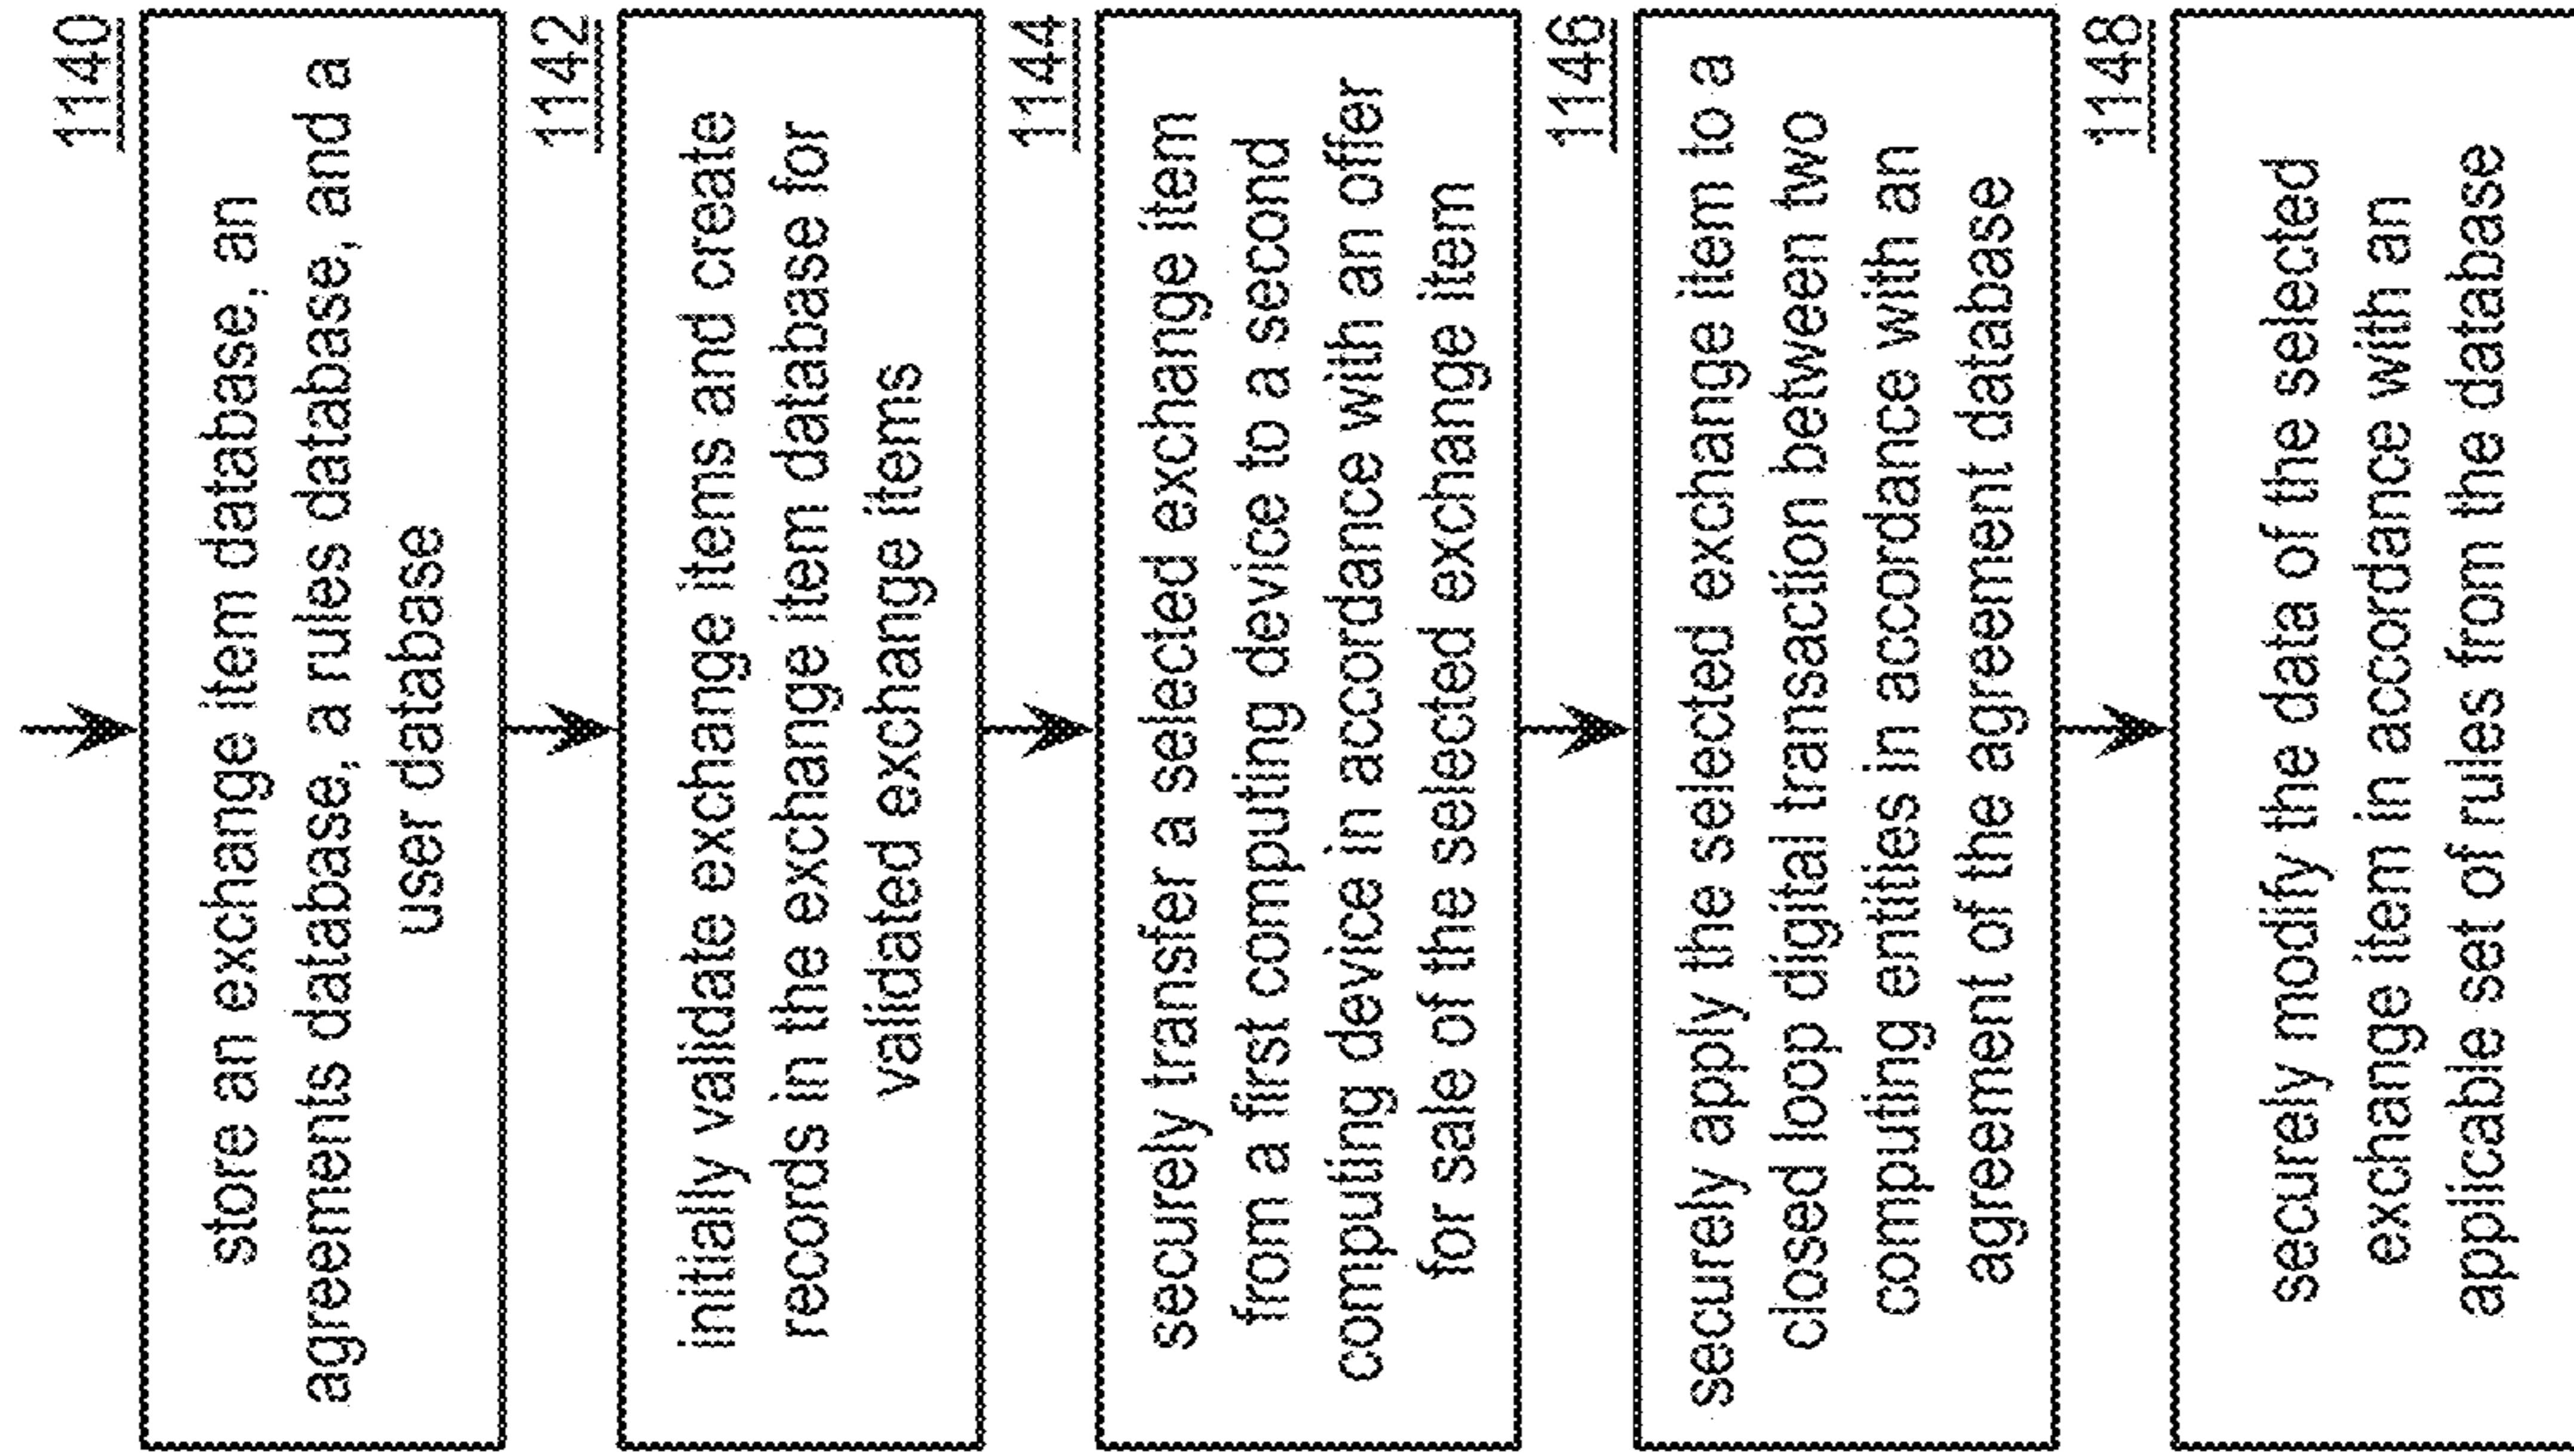 1140
store an exchange item database, an
agreements database, a rules database, and a
user database
1142
initially validate exchange items and create
records in the exchange item database for
validated exchange items
1144
securely transfer a selected exchange item
from a first computing device to a second
computing device in accordance with an offer
for sale of the selected exchange item
1146
securely apply the selected exchange item to a
closed loop digital transaction between two
computing entities in accordance with an
agreement of the agreement database
1148
securely modify the data of the selected
exchange item in accordance with an
applicable set of rules from the database